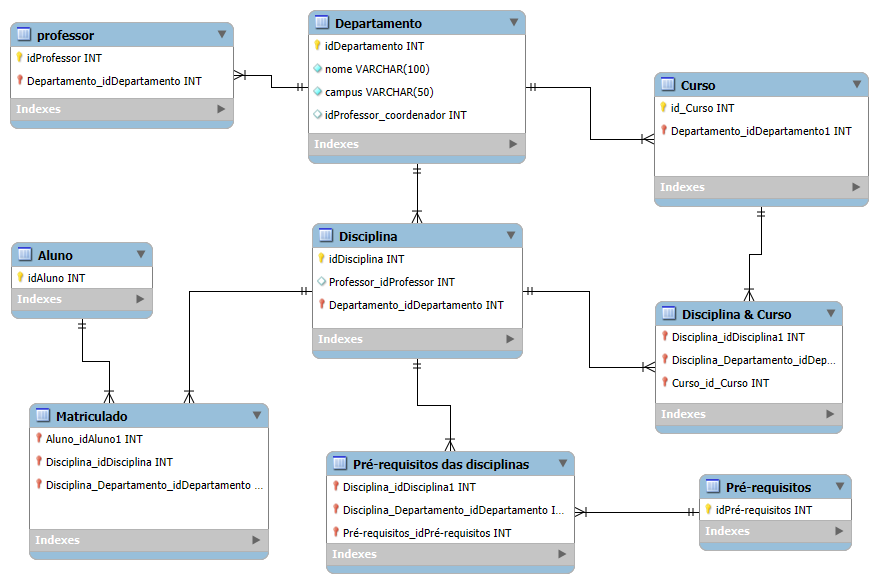 professor
idProfessor INT
Departamento_idDepartamento INT
Indexes
Departamento
idDepartamento INT
nome VARCHAR(100)
campus VARCHAR(50)
idProfessor_coordenador INT
Indexes
Curso
id_Curso INT
Departamento_idDepartamento1 INT
Indexes
Aluno
idAluno INT
Indexes
Disciplina
idDisciplina INT
Professor_idProfessor INT
Departamento_idDepartamento INT
Indexes
Disciplina & Curso
Disciplina_idDisciplina1 INT
Disciplina_Departamento_idDep...
Curso_id_Curso INT
Indexes
Matriculado
Aluno_idAluno1 INT
Disciplina_idDisciplina INT
Disciplina_Departamento_idDepartamento ...
Indexes
Pré-requisitos das disciplinas
Disciplina_idDisciplina1 INT
Disciplina_Departamento_idDepartamento I...
Pré-requisitos_idPré-requisitos INT
Indexes
Pré-requisitos
idPré-requisitos INT
Indexes